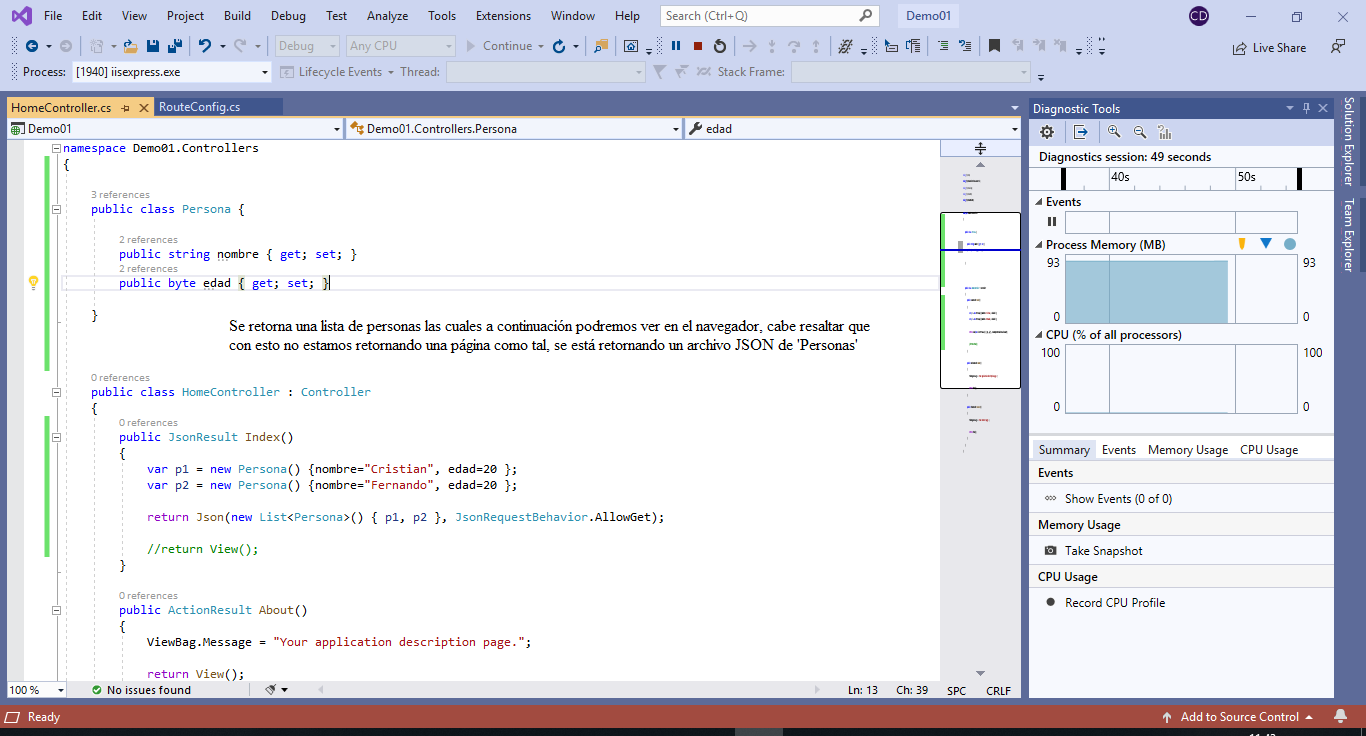 File Edit View Project Build Debug Test Analyze Tools Extensions Window Help Search (Ctrl+Q) Demo01 CD
Debug Any CPU Continue Live Share
Process: [1940] iisexpress.exe Lifecycle Events Thread: Stack Frame:
HomeController.cs RouteConfig.cs
Demo01 Demo01.Controllers.Persona edad
namespace Demo01.Controllers
{
3 references
public class Persona {
2 references
public string nombre { get; set; }
2 references
public byte edad { get; set; }
}
Se retorna una lista de personas las cuales a continuación podremos ver en el navegador, cabe resaltar que
con esto no estamos retornando una página como tal, se está retornando un archivo JSON de 'Personas'
0 references
public class HomeController : Controller
{
0 references
public JsonResult Index()
{
var p1 = new Persona() {nombre="Cristian", edad=20 };
var p2 = new Persona() {nombre="Fernando", edad=20 };
return Json(new List<Persona>() { p1, p2 }, JsonRequestBehavior.AllowGet);
//return View();
}
0 references
public ActionResult About()
{
ViewBag.Message = "Your application description page.";
return View();
100 % No issues found Ln: 13 Ch: 39 SPC CRLF
Diagnostic Tools
Diagnostics session: 49 seconds
40s 50s
Events
Process Memory (MB)
93 93
0 0
CPU (% of all processors)
100 100
0 0
Summary Events Memory Usage CPU Usage
Events
Show Events (0 of 0)
Memory Usage
Take Snapshot
CPU Usage
Record CPU Profile
Solution Explorer
Team Explorer
Ready Add to Source Control